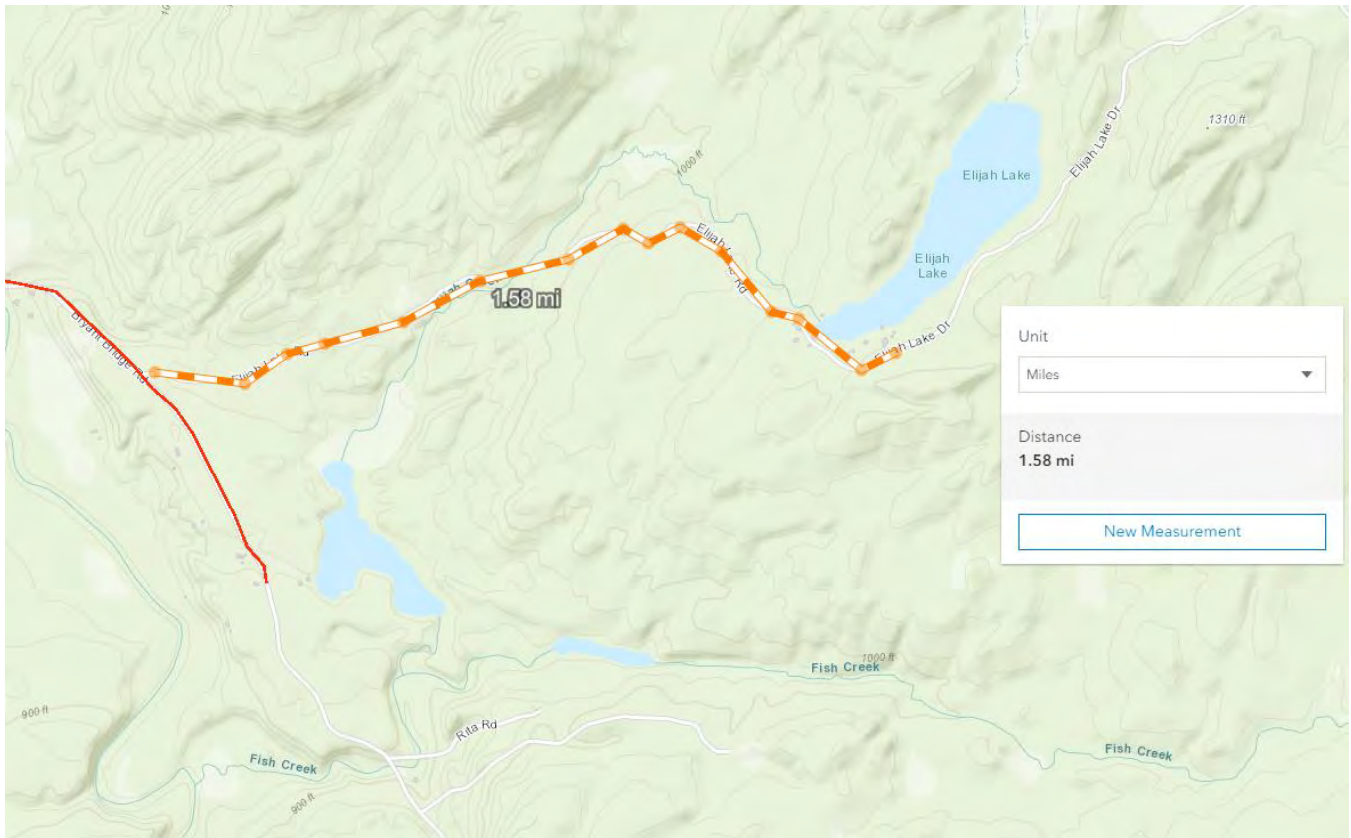 1310 ft
Elijah Lake Dr
1000 ft
Elijah Lake
Elijah
Lake
Rd
1.58 mi
Bryant Bridge Rd
Rd
Elijah Lake Dr
Unit
Miles
Distance
1.58 mi
New Measurement
1000 ft
Fish Creek
900 ft
Rita Rd
Fish Creek
Fish Creek
900 ft